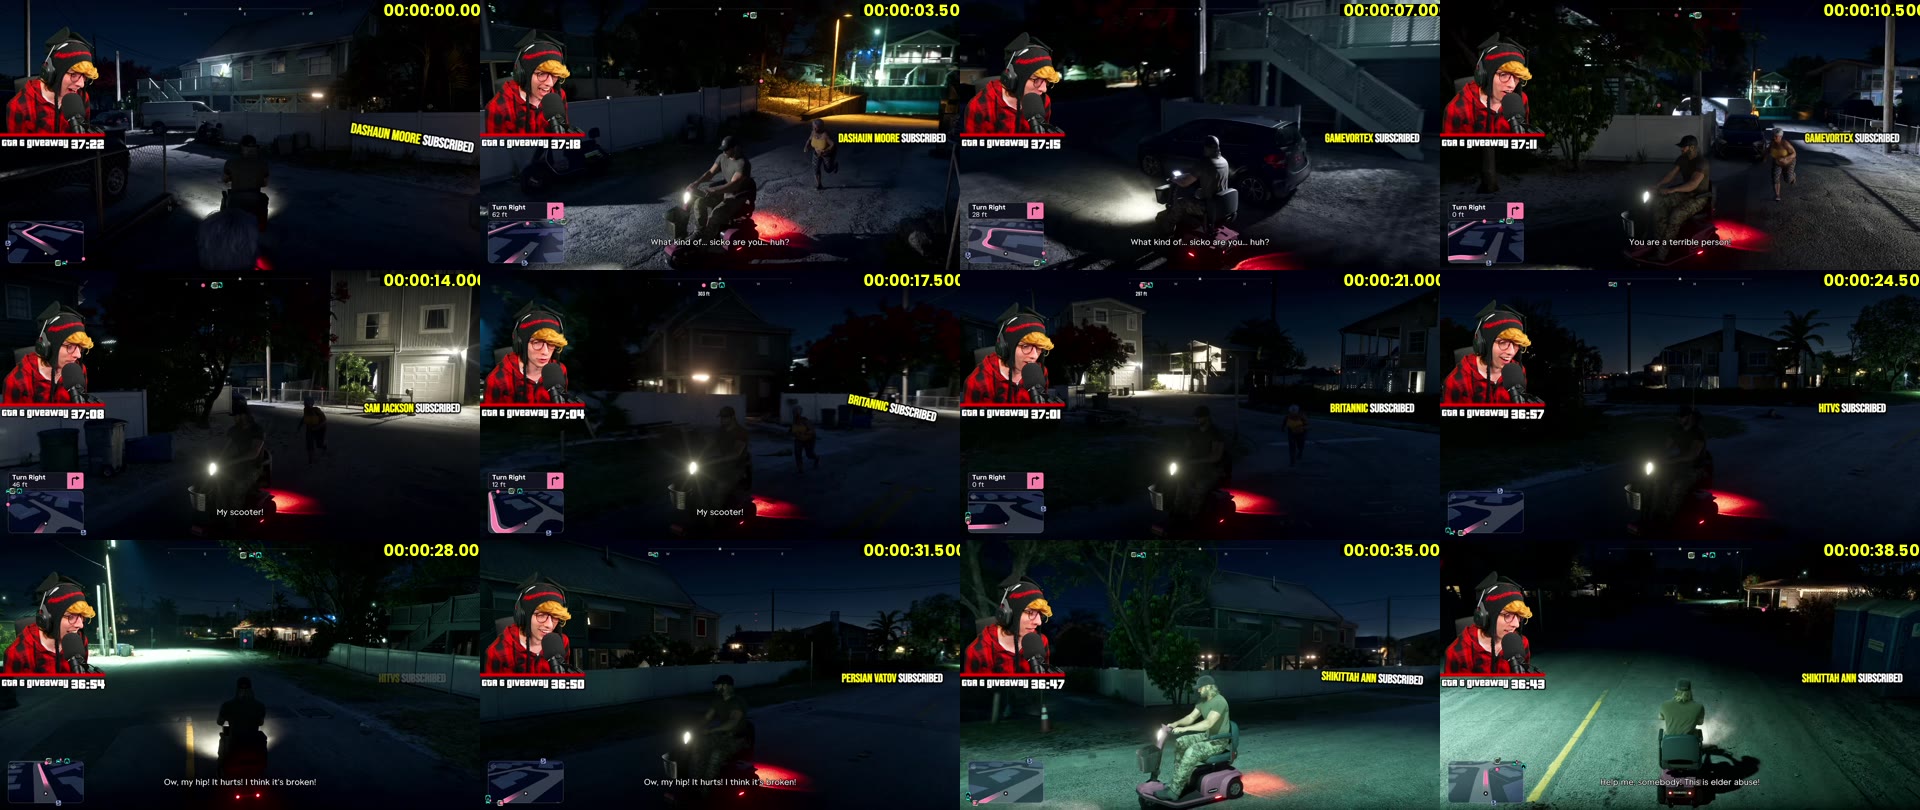 00:00:00.00
DASHAUN MOORE SUBSCRIBED
GTA 6 GIVEAWAY 37:22
00:00:03.50
DASHAUN MOORE SUBSCRIBED
GTA 6 GIVEAWAY 37:18
Turn Right
62 ft
What kind of... sicko are you... huh?
00:00:07.00
GAMEVORTEX SUBSCRIBED
GTA 6 GIVEAWAY 37:15
Turn Right
28 ft
What kind of... sicko are you... huh?
00:00:10.500
GAMEVORTEX SUBSCRIBED
GTA 6 GIVEAWAY 37:11
Turn Right
0 ft
You are a terrible person!
00:00:14.000
SAM JACKSON SUBSCRIBED
GTA 6 GIVEAWAY 37:08
Turn Right
46 ft
My scooter!
00:00:17.500
BRITANNIC SUBSCRIBED
GTA 6 GIVEAWAY 37:04
Turn Right
12 ft
My scooter!
00:00:21.000
BRITANNIC SUBSCRIBED
GTA 6 GIVEAWAY 37:01
Turn Right
0 ft
00:00:24.50
HITVS SUBSCRIBED
GTA 6 GIVEAWAY 36:57
00:00:28.00
HITVS SUBSCRIBED
GTA 6 GIVEAWAY 36:54
Ow, my hip! It hurts! I think it's broken!
00:00:31.500
PERSIAN VATOV SUBSCRIBED
GTA 6 GIVEAWAY 36:50
Ow, my hip! It hurts! I think it's broken!
00:00:35.00
SHIKITTAH ANN SUBSCRIBED
GTA 6 GIVEAWAY 36:47
00:00:38.50
SHIKITTAH ANN SUBSCRIBED
GTA 6 GIVEAWAY 36:43
Help me, somebody! This is elder abuse!